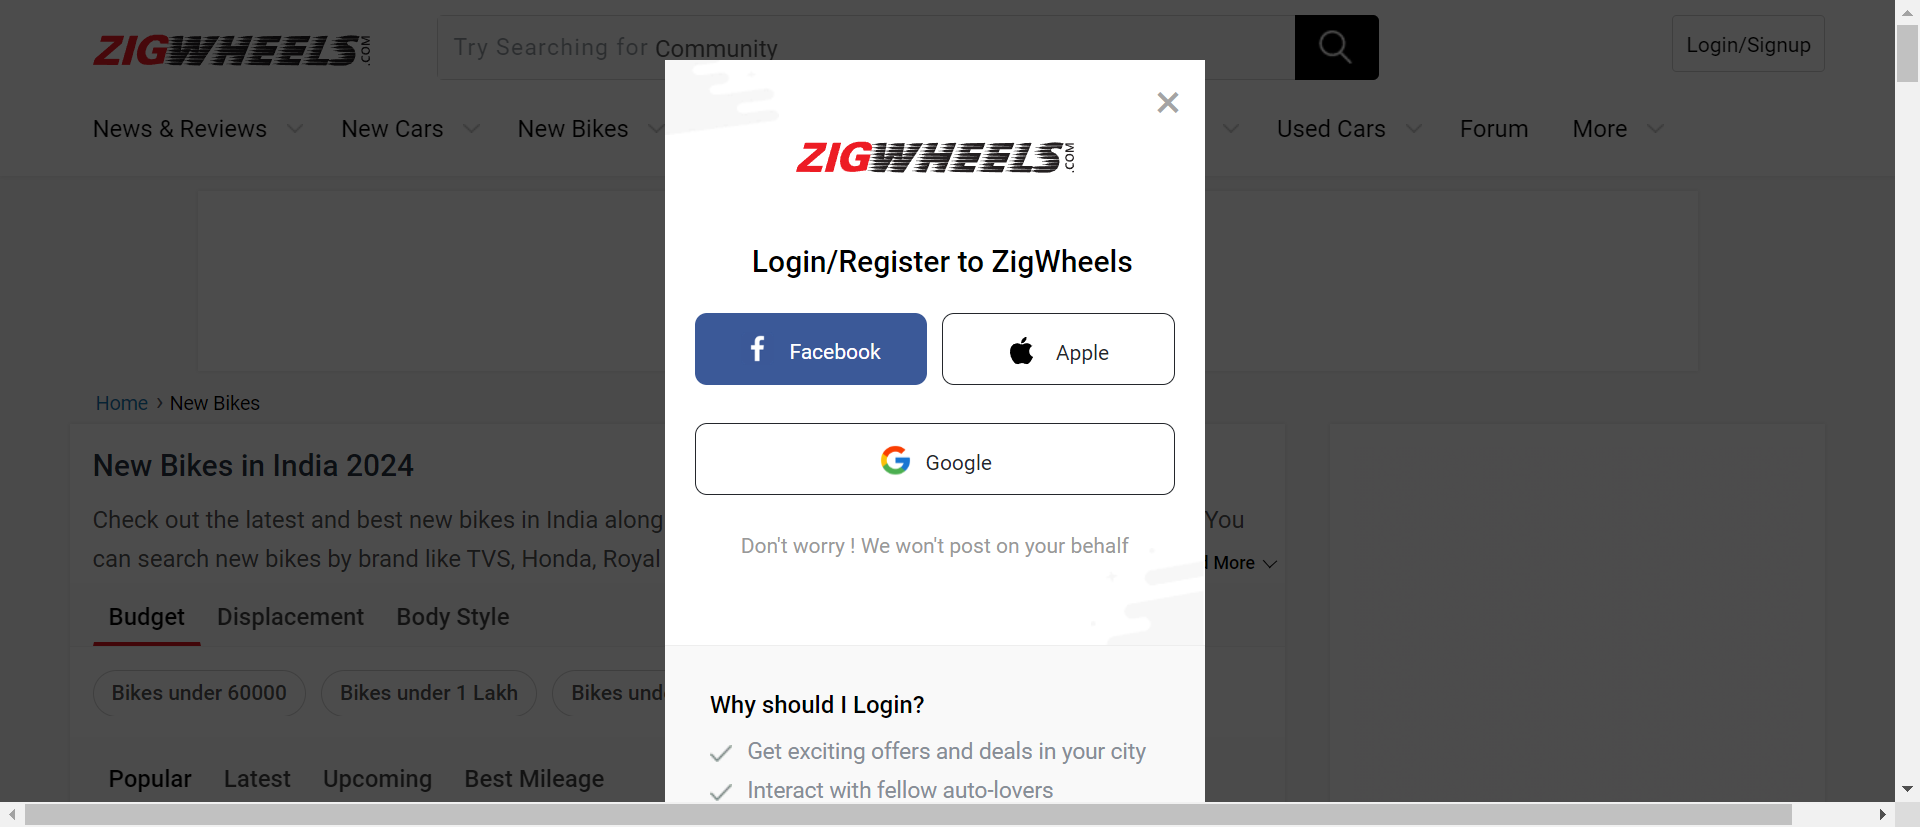 ZIGWHEELS.COM
Try Searching for Community
Login/Signup
News & Reviews
New Cars
New Bikes
Used Cars
Forum
More
ZIGWHEELS.COM
Login/Register to ZigWheels
Facebook
Apple
Google
Don't worry ! We won't post on your behalf
Home › New Bikes
New Bikes in India 2024
Check out the latest and best new bikes in India along
You
can search new bikes by brand like TVS, Honda, Royal
More
Budget
Displacement
Body Style
Bikes under 60000
Bikes under 1 Lakh
Bikes
Why should I Login?
Get exciting offers and deals in your city
Interact with fellow auto-lovers
Popular
Latest
Upcoming
Best Mileage